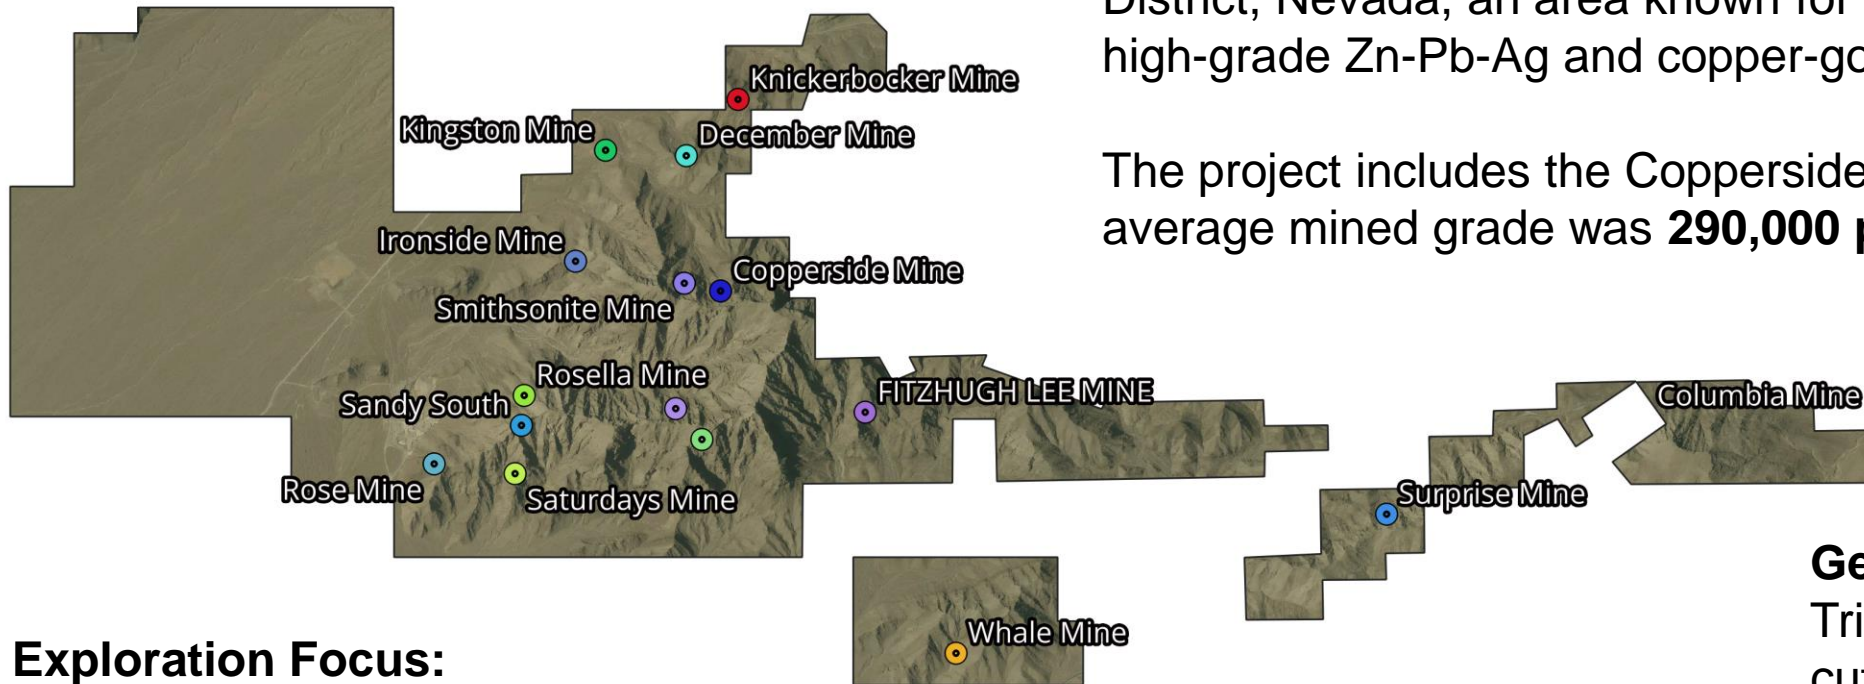 District, Nevada, an area known for
high-grade Zn-Pb-Ag and copper-go
The project includes the Copperside
average mined grade was 290,000
Knickerbocker Mine
Kingston Mine
December Mine
Ironside Mine
Copperside Mine
Smithsonite Mine
Rosella Mine
Sandy South
FITZHUGH LEE MINE
Columbia Mine
Rose Mine
Saturdays Mine
Surprise Mine
Whale Mine
Exploration Focus:
Ge
Tri